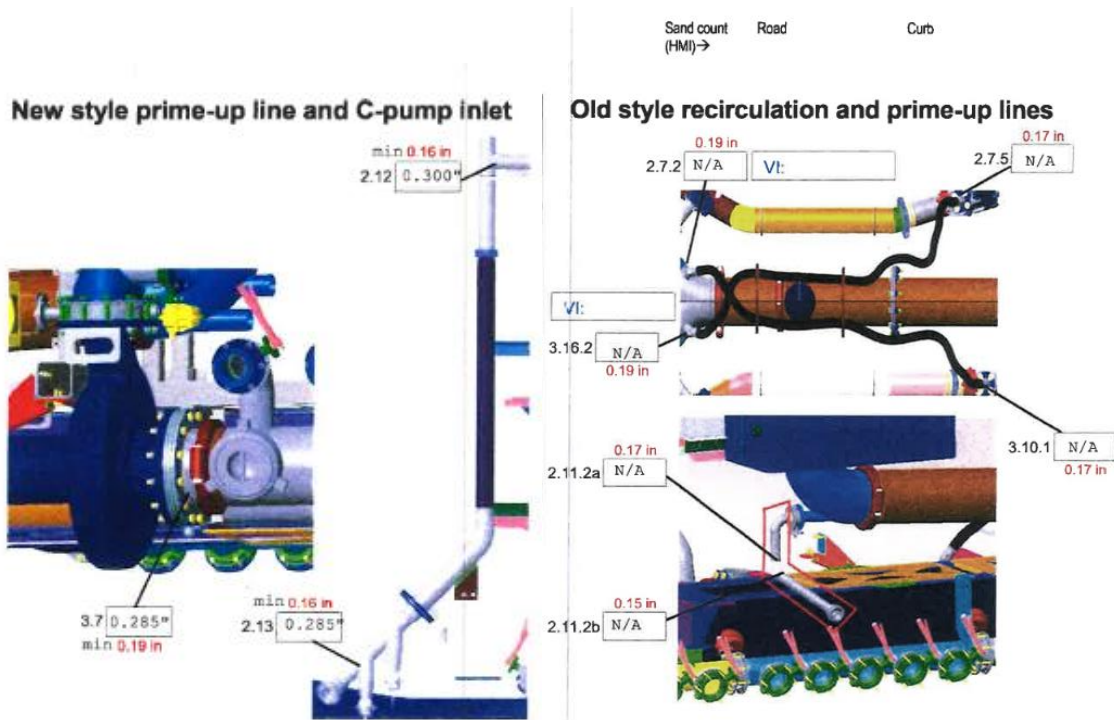 Sand count
(HMI)→
Road
Curb
New style prime-up line and C-pump inlet
min 0.16 in
2.12 0.300"
3.7 0.285"
min 0.19 in
min 0.16 in
2.13 0.285"
Old style recirculation and prime-up lines
0.19 in
2.7.2 N/A
VI:
0.17 in
2.7.5 N/A
VI:
3.16.2 N/A
0.19 in
0.17 in
2.11.2a N/A
3.10.1 N/A
0.17 in
0.15 in
2.11.2b N/A